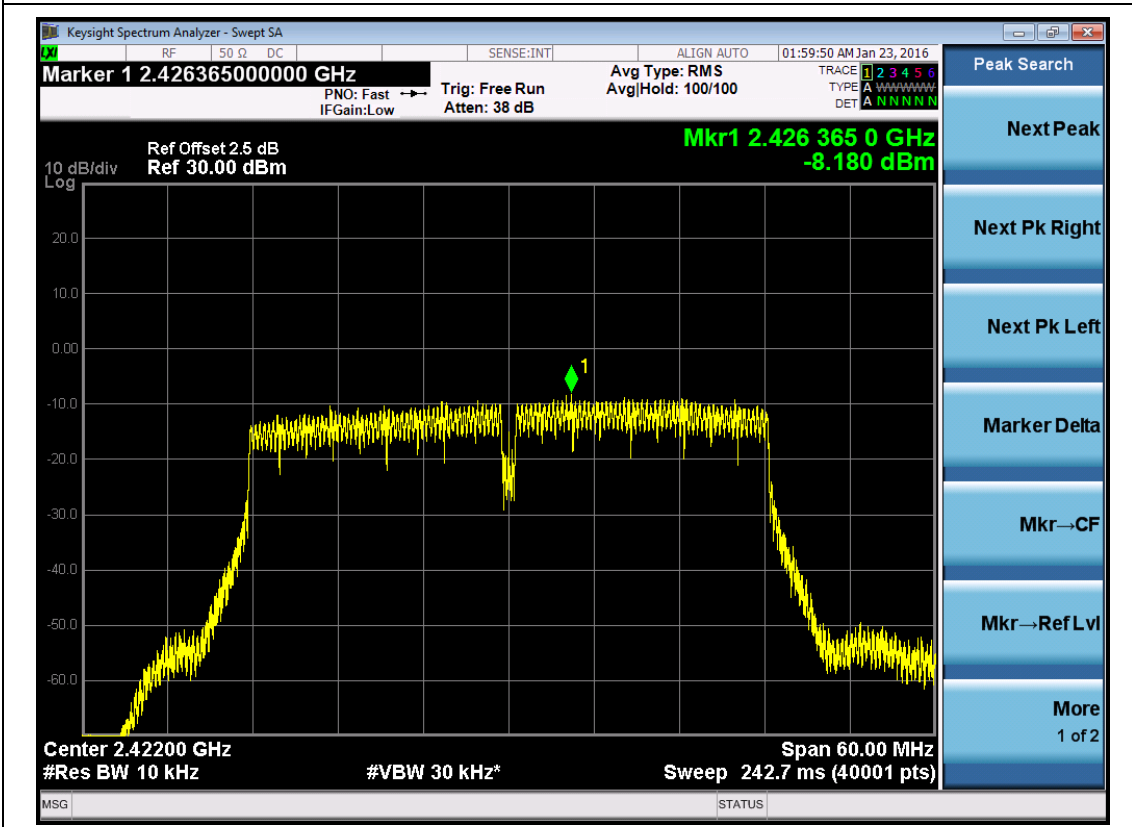 Keysight Spectrum Analyzer - Swept SA
LXI RF 50 Ω DC SENSE:INT ALIGN AUTO 01:59:50 AM Jan 23, 2016
Marker 1 2.426365000000 GHz
PNO: Fast
IFGain:Low
Trig: Free Run
Atten: 38 dB
Avg Type: RMS
Avg|Hold: 100/100
TRACE 1 2 3 4 5 6
TYPE A WWWWW
DET A N N N N N
Ref Offset 2.5 dB
10 dB/div Ref 30.00 dBm
Log
Mkr1 2.426 365 0 GHz
-8.180 dBm
20.0
10.0
0.00
-10.0
-20.0
-30.0
-40.0
-50.0
-60.0
1
Center 2.42200 GHz Span 60.00 MHz
#Res BW 10 kHz #VBW 30 kHz* Sweep 242.7 ms (40001 pts)
MSG STATUS
Peak Search
Next Peak
Next Pk Right
Next Pk Left
Marker Delta
Mkr→CF
Mkr→Ref Lvl
More
1 of 2